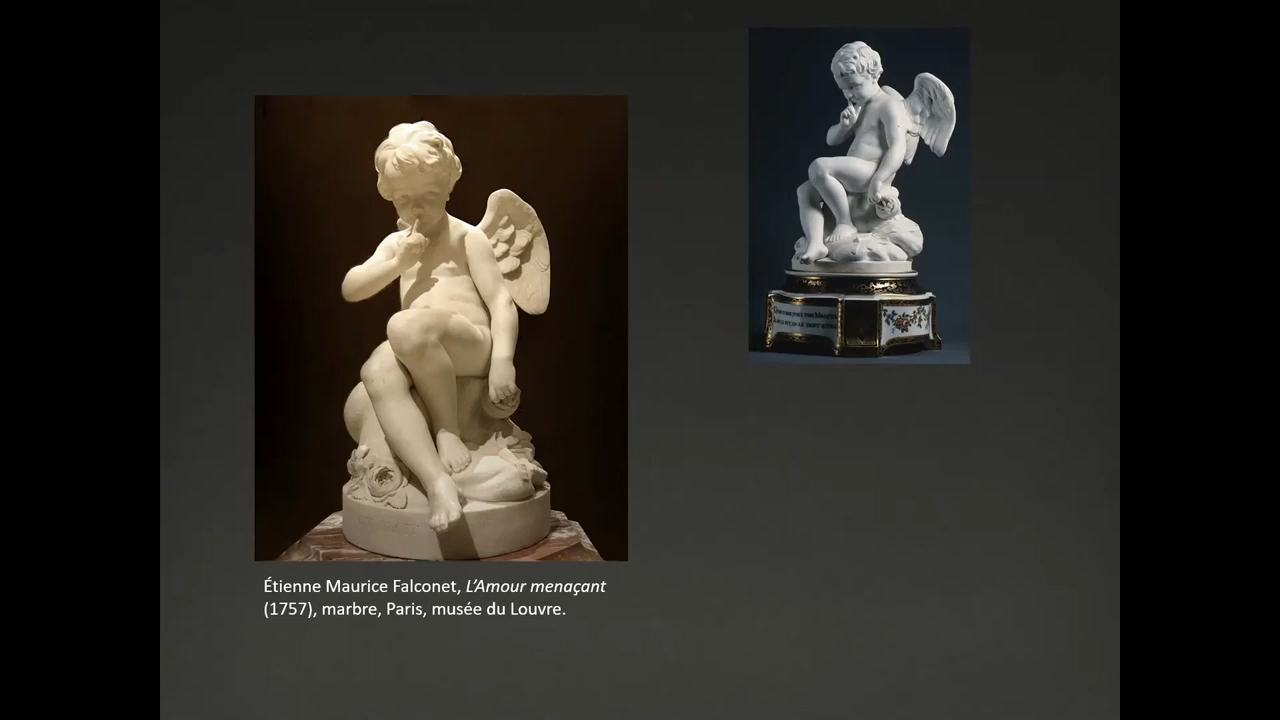 Étienne Maurice Falconet, L'Amour menaçant
(1757), marbre, Paris, musée du Louvre.